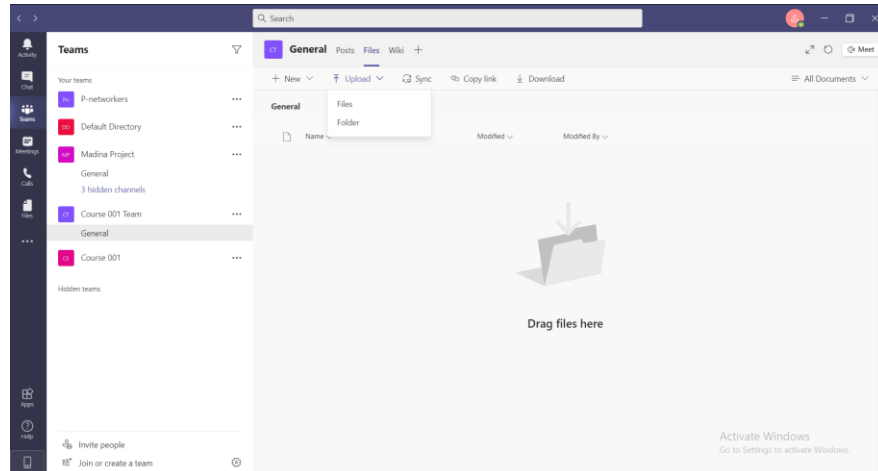 Search
Activity
Chat
Teams
Meetings
Calls
Files
Apps
Help
Teams
Your teams
Pn P-networkers
DD Default Directory
MP Madina Project
General
3 hidden channels
CT Course 001 Team
General
C0 Course 001
Hidden teams
Invite people
Join or create a team
CT General Posts Files Wiki
Meet
New Upload Sync Copy link Download
All Documents
Files
Folder
General
Name Modified Modified By
Drag files here
Activate Windows
Go to Settings to activate Windows.